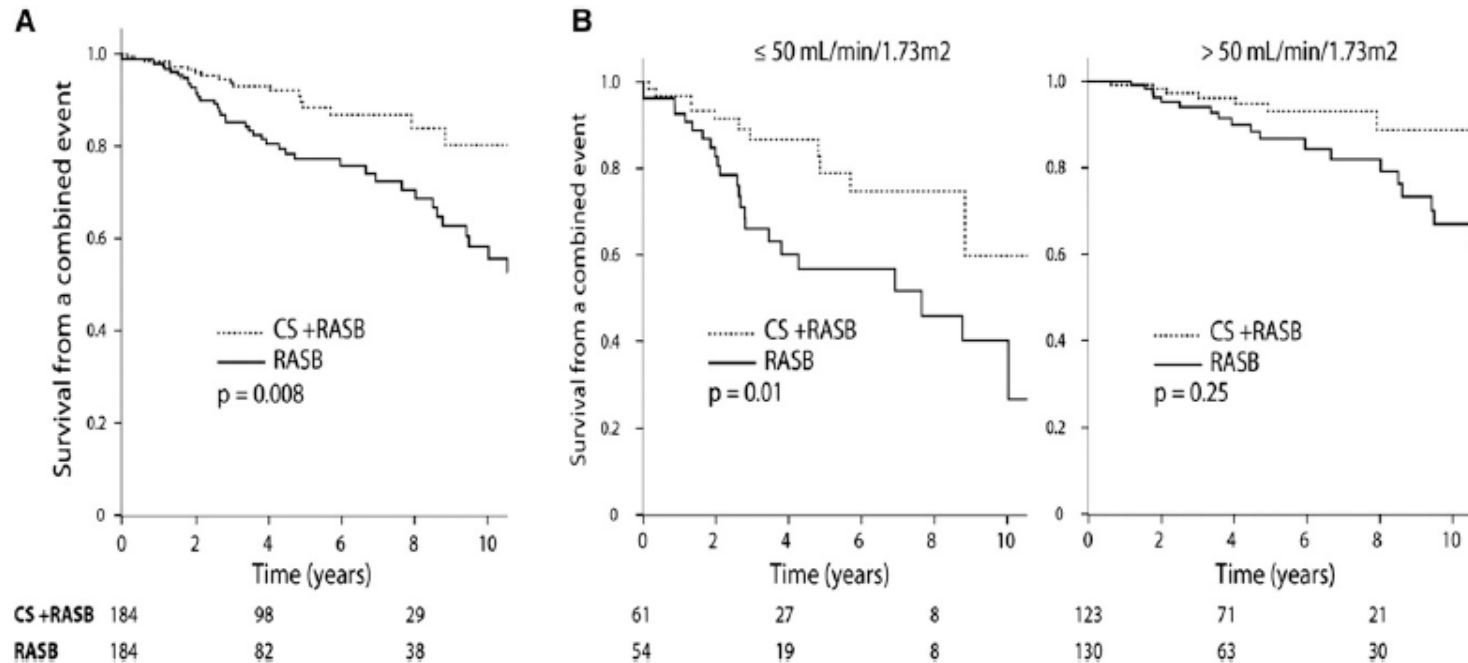 A
Survival from a combined event
1.0
0.8
0.6
0.4
0.2
0
CS +RASB
RASB
p = 0.008
0 2 4 6 8 10
Time (years)
B
≤ 50 mL/min/1.73m2
Survival from a combined event
1.0
0.8
0.6
0.4
0.2
0
CS +RASB
RASB
p = 0.01
0 2 4 6 8 10
Time (years)
> 50 mL/min/1.73m2
1.0
0.8
0.6
0.4
0.2
0
CS +RASB
RASB
p = 0.25
0 2 4 6 8 10
Time (years)
CS +RASB 184 98 29 61 27 8 123 71 21
RASB 184 82 38 54 19 8 130 63 30